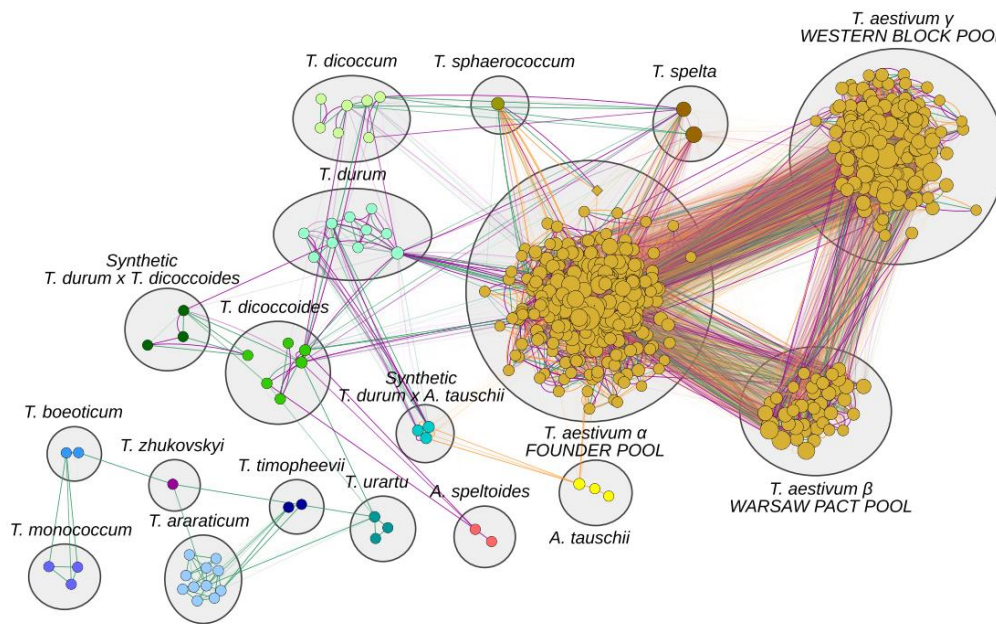 T. aestivum γ
WESTERN BLOCK POOL
T. dicoccum
T. sphaerococcum
T. spelta
T. durum
Synthetic
T. durum x T. dicoccoides
T. dicoccoides
Synthetic
T. durum x A. tauschii
T. boeoticum
T. zhukovskyi
T. timopheevii
T. urartu
A. speltoides
T. aestivum α
FOUNDER POOL
T. aestivum β
WARSAW PACT POOL
T. monococcum
T. araraticum
A. tauschii